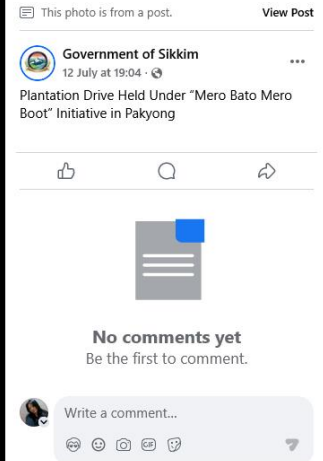 This photo is from a post. View Post
Government of Sikkim
12 July at 19:04 ·
Plantation Drive Held Under “Mero Bato Mero
Boot” Initiative in Pakyong
No comments yet
Be the first to comment.
Write a comment...
GIF